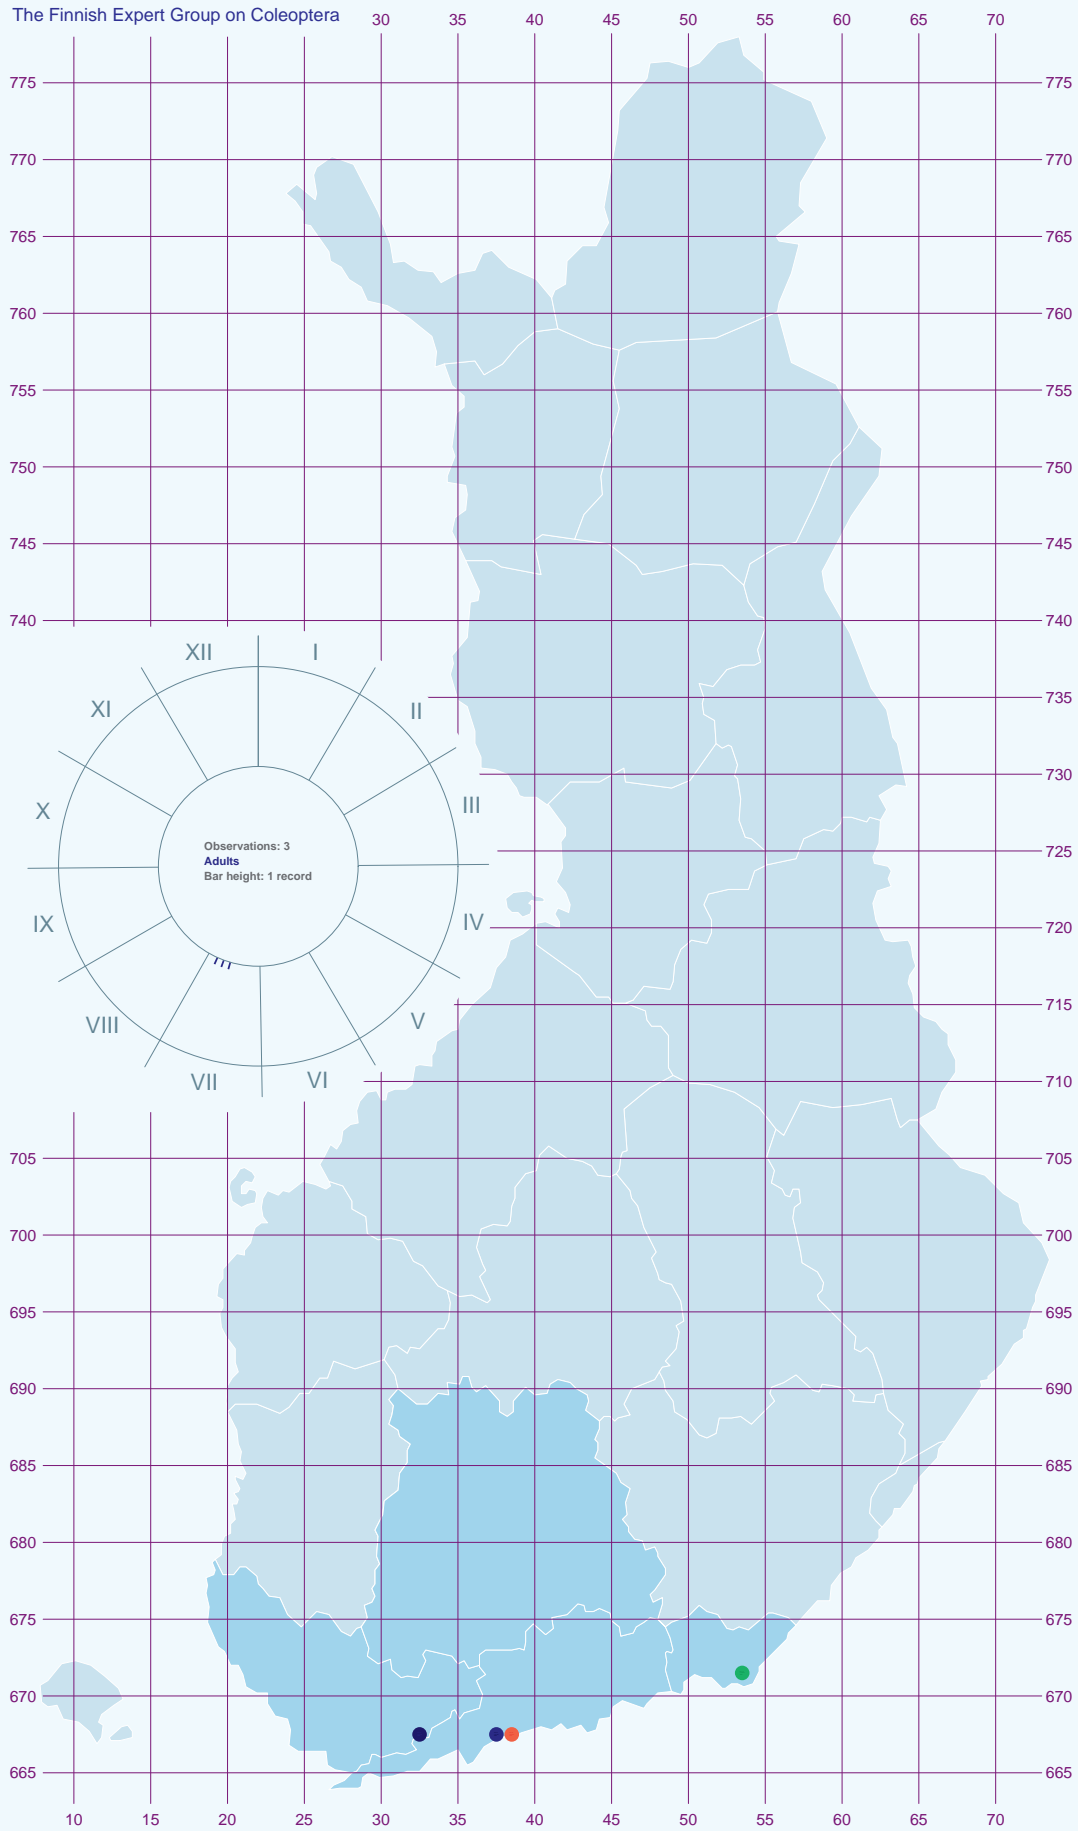 The Finnish Expert Group on Coleoptera 30 35 40 45 50 55 60 65 70
775 775
770 770
765 765
760 760
755 755
750 750
745 745
740 740
XII I
XI II
735
730
X III
Observations: 3
Adults
Bar height: 1 record
725
IX IV
720
715
VIII V
VII VI
710
705 705
700 700
695 695
690 690
685 685
680 680
675 675
670 670
665 665
10 15 20 25 30 35 40 45 50 55 60 65 70